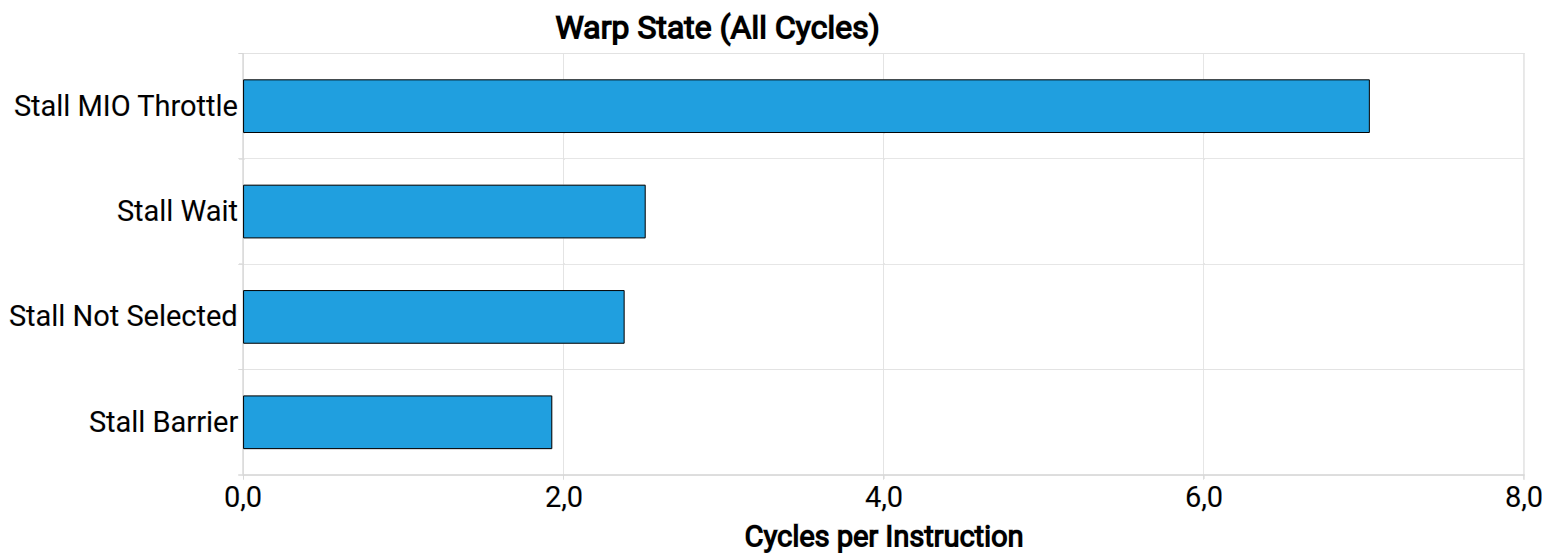 Warp State (All Cycles)
Stall MIO Throttle
Stall Wait
Stall Not Selected
Stall Barrier
0,0 2,0 4,0 6,0 8,0
Cycles per Instruction